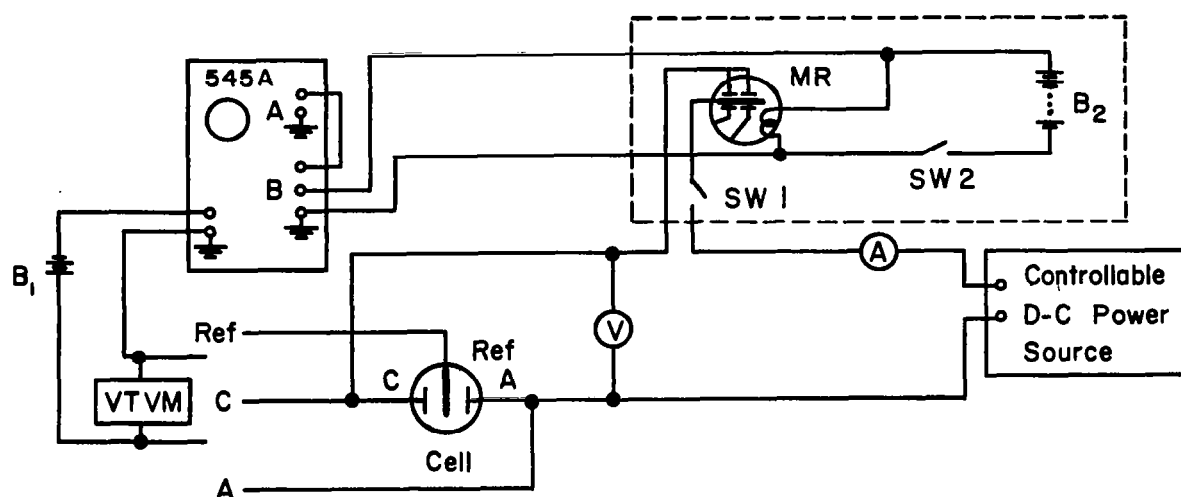 545A
A
B
MR
B2
SW 2
SW 1
B1
A
Controllable
D-C Power
Source
V
Ref
Ref
C
A
VTVM
C
Cell
A